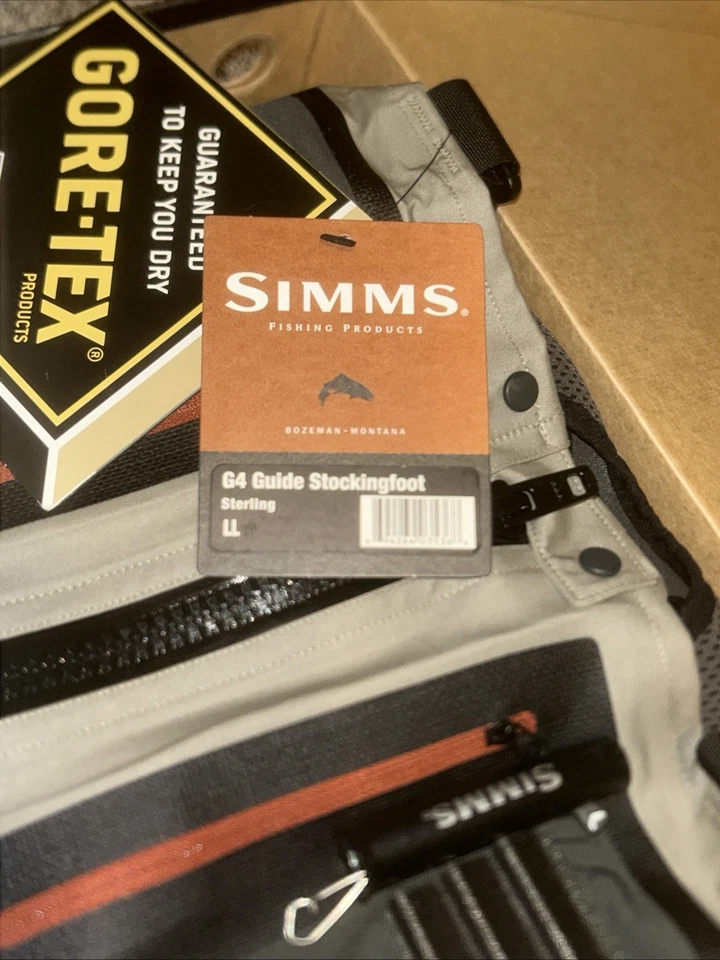 GORE-TEX®
PRODUCTS
GUARANTEED
TO KEEP YOU DRY
SIMMS®
FISHING PRODUCTS
BOZEMAN • MONTANA
G4 Guide Stockingfoot
Sterling
LL
SIMMS